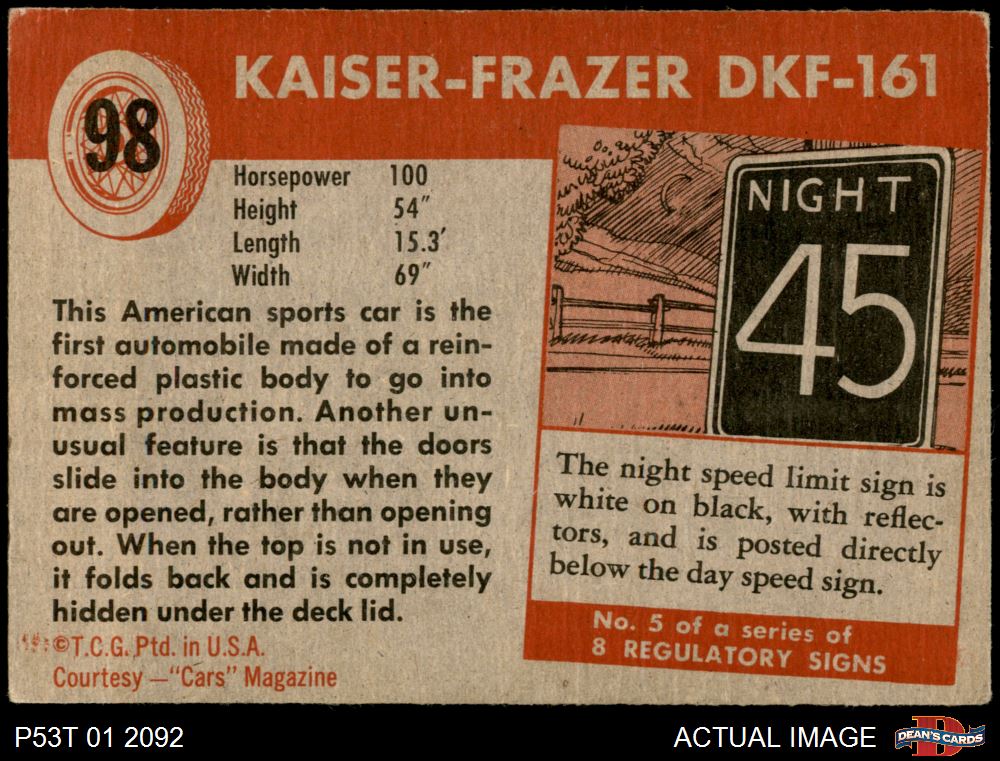 98
KAISER-FRAZER DKF-161
Horsepower 100
Height 54"
Length 15.3'
Width 69"
This American sports car is the
first automobile made of a rein-
forced plastic body to go into
mass production. Another un-
usual feature is that the doors
slide into the body when they
are opened, rather than opening
out. When the top is not in use,
it folds back and is completely
hidden under the deck lid.
©T.C.G. Ptd. in U.S.A.
Courtesy —"Cars" Magazine
NIGHT
45
The night speed limit sign is
white on black, with reflec-
tors, and is posted directly
below the day speed sign.
No. 5 of a series of
8 REGULATORY SIGNS
P53T 01 2092
ACTUAL IMAGE
D
DEAN'S CARDS